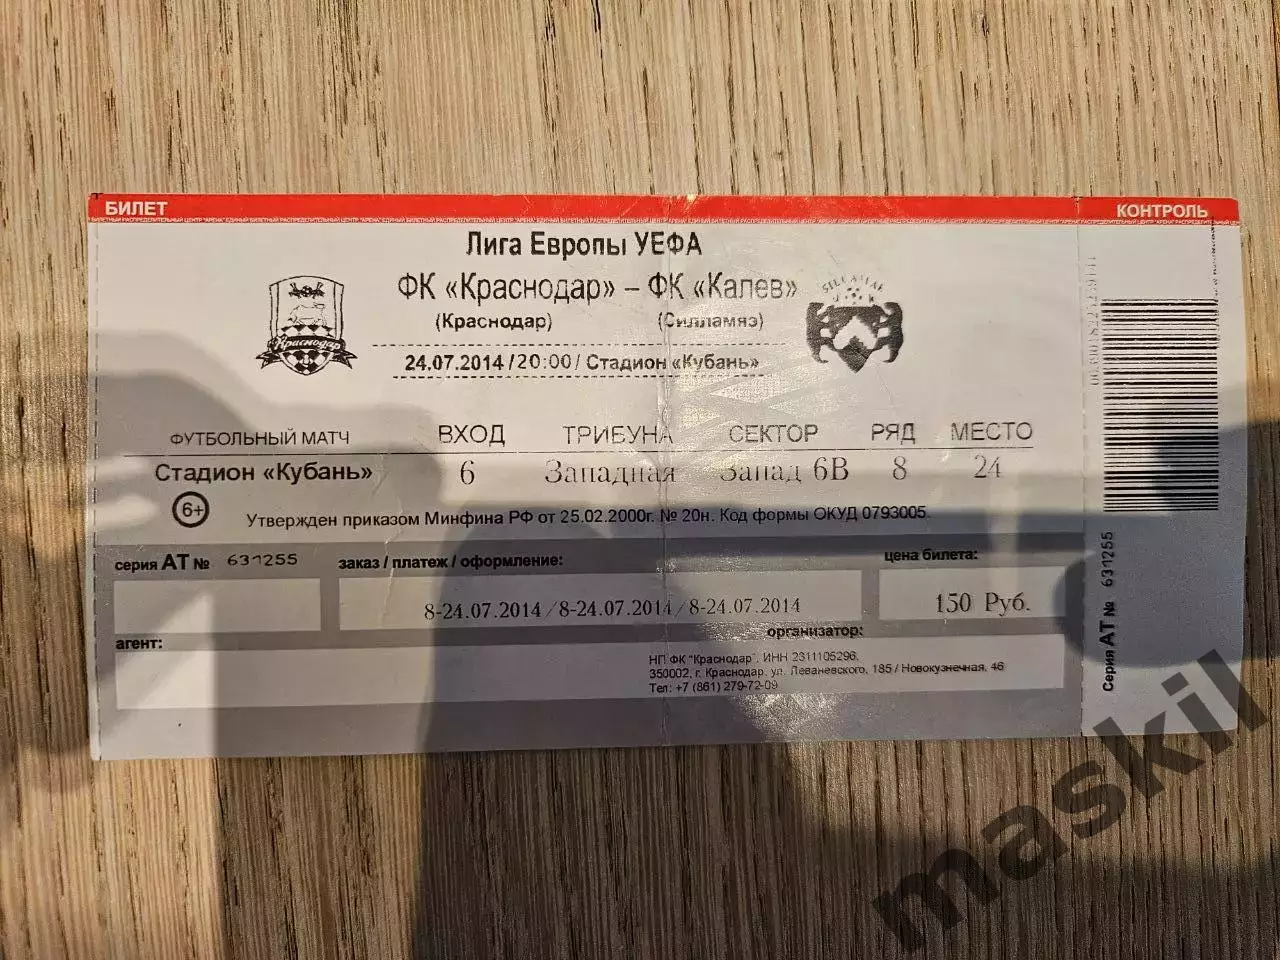 БИЛЕТ
КОНТРОЛЬ
Лига Европы УЕФА
ФК «Краснодар» – ФК «Калев»
(Краснодар) (Силламяэ)
24.07.2014/20:00/ Стадион «Кубань»
Краснодар
ФУТБОЛЬНЫЙ МАТЧ ВХОД ТРИБУНА СЕКТОР РЯД МЕСТО
Стадион «Кубань» 6 Западная Запад 6В 8 24
6+
Утвержден приказом Минфина РФ от 25.02.2000г. № 20н. Код формы ОКУД 0793005.
серия АТ № 631255 заказ / платеж / оформление: цена билета:
8-24.07.2014/8-24.07.2014/8-24.07.2014 150 Руб.
агент: организатор:
НП ФК "Краснодар". ИНН 2311105296.
350002, г. Краснодар, ул. Леваневского, 185 / Новокузнечная, 46
Тел: +7 (861) 279-72-09
Серия АТ № 631255
maskil